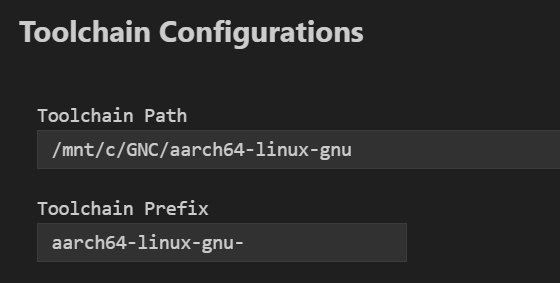 Toolchain Configurations
Toolchain Path
/mnt/c/GNC/aarch64-linux-gnu
Toolchain Prefix
aarch64-linux-gnu-